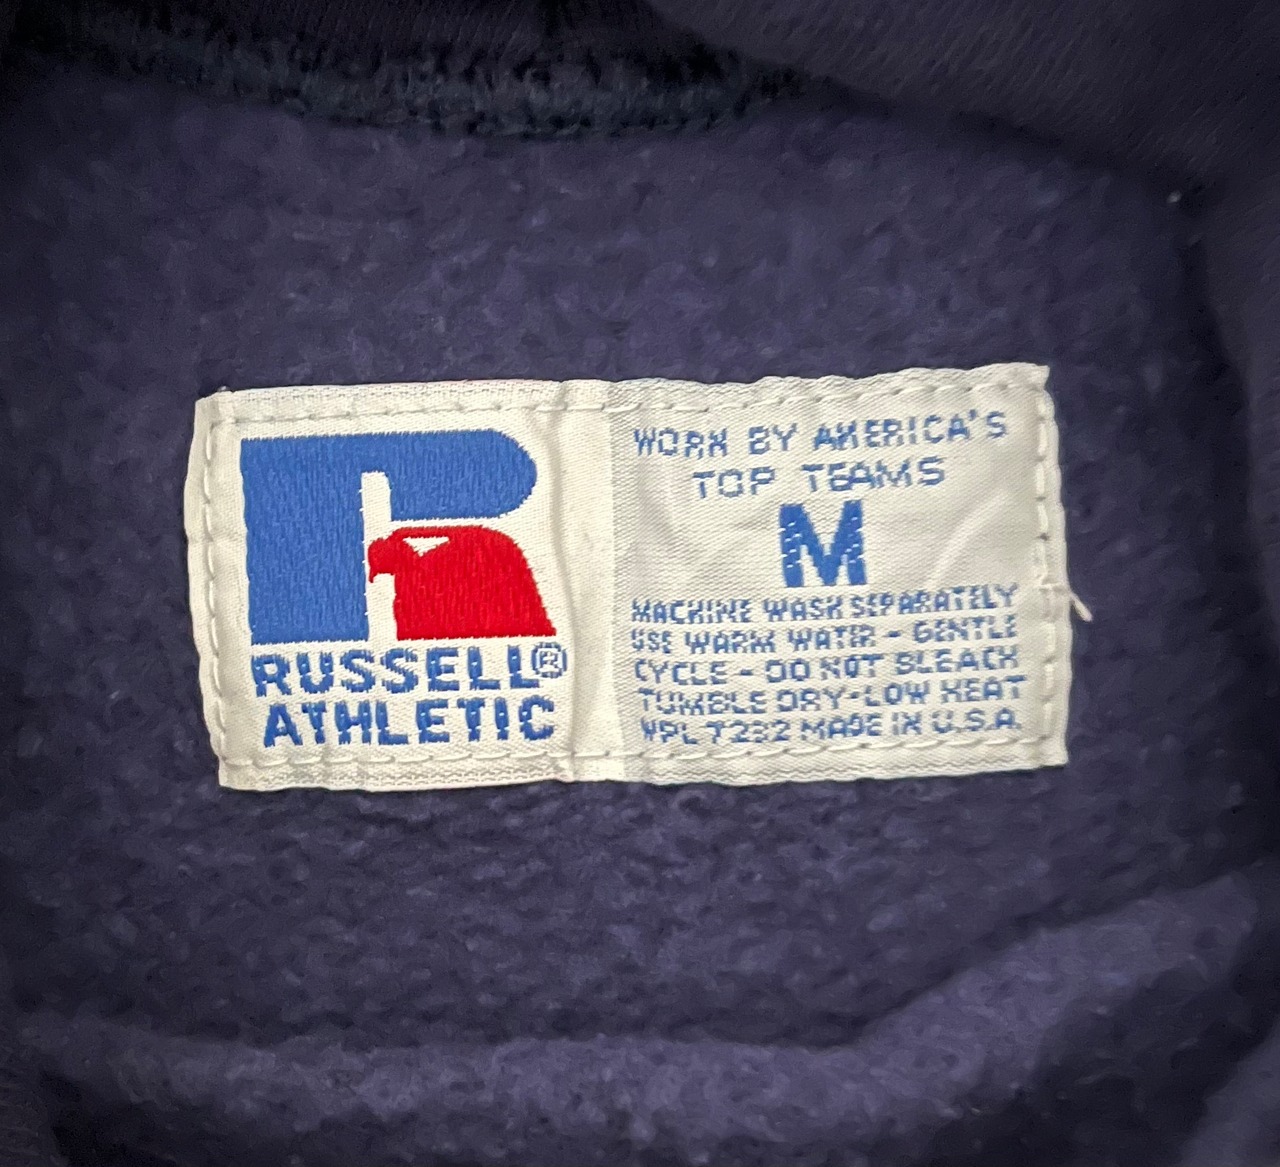 RUSSELL®
ATHLETIC
WORN BY AMERICA'S
TOP TEAMS
M
MACHINE WASH SEPARATELY
USE WARM WATER - GENTLE
CYCLE - DO NOT BLEACH
TUMBLE DRY-LOW HEAT
WPL 7232 MADE IN U.S.A.